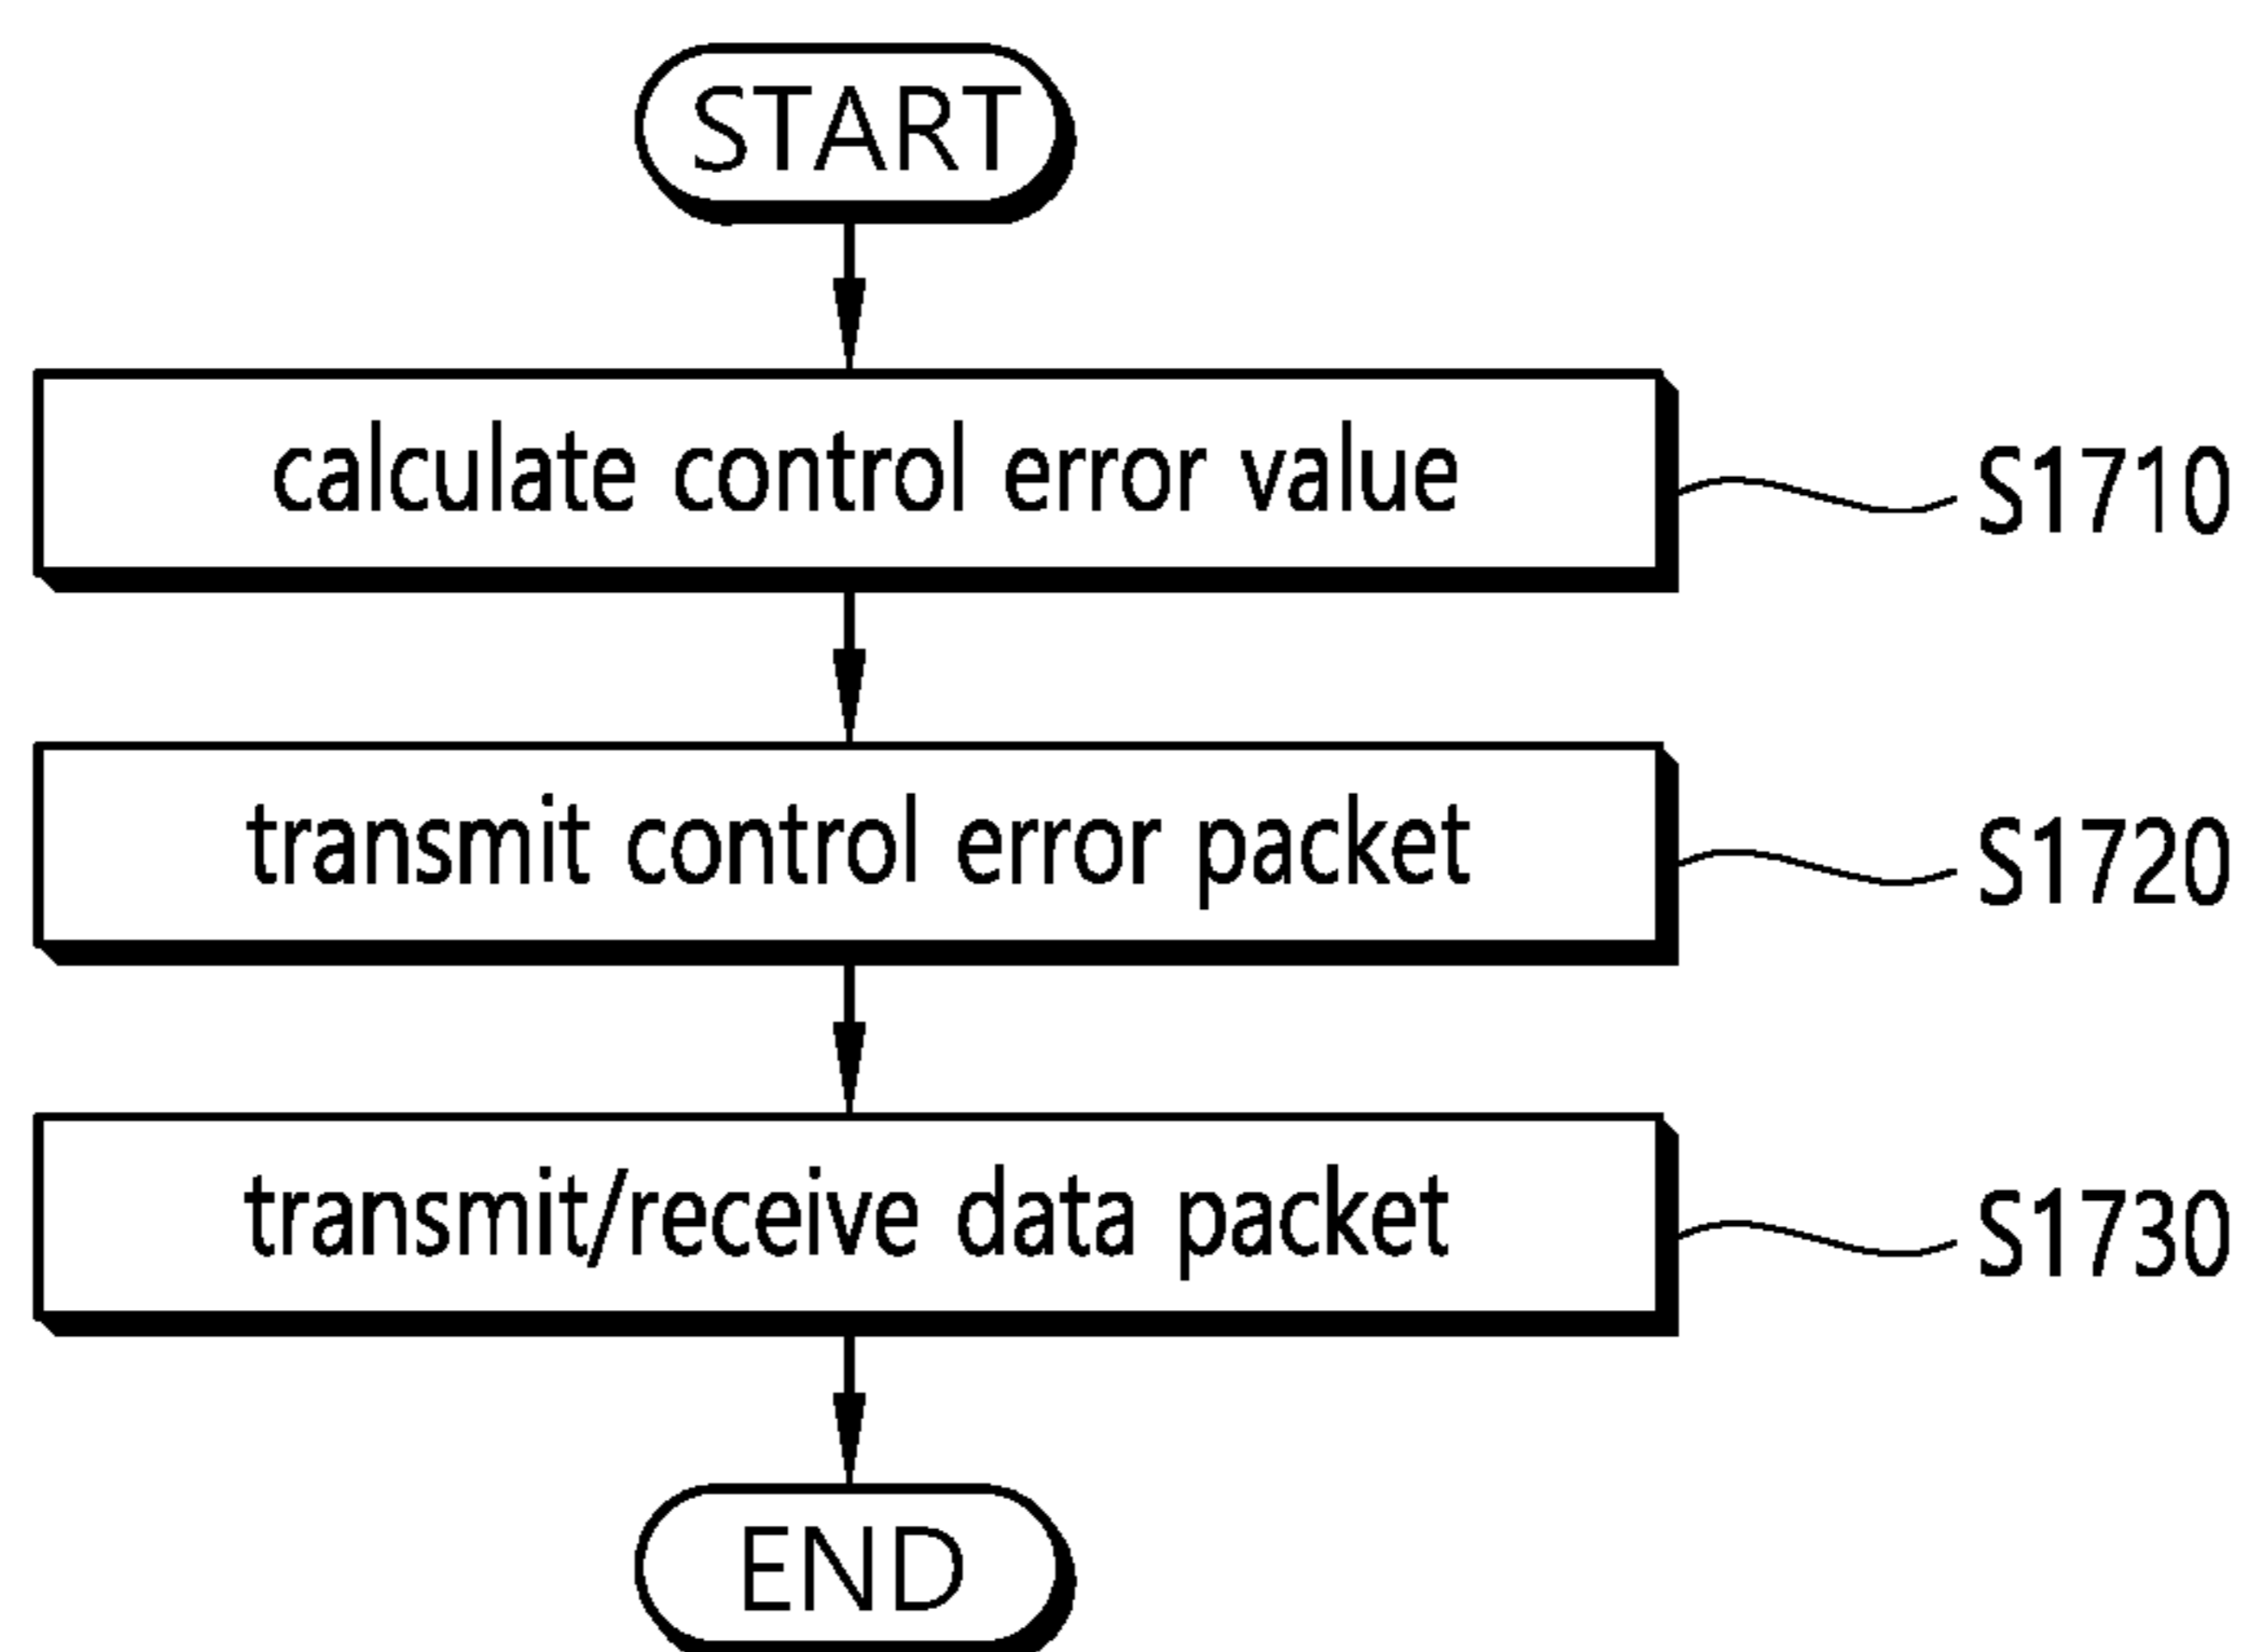 START
calculate control error value
S1710
transmit control error packet
S1720
transmit/receive data packet
S1730
END